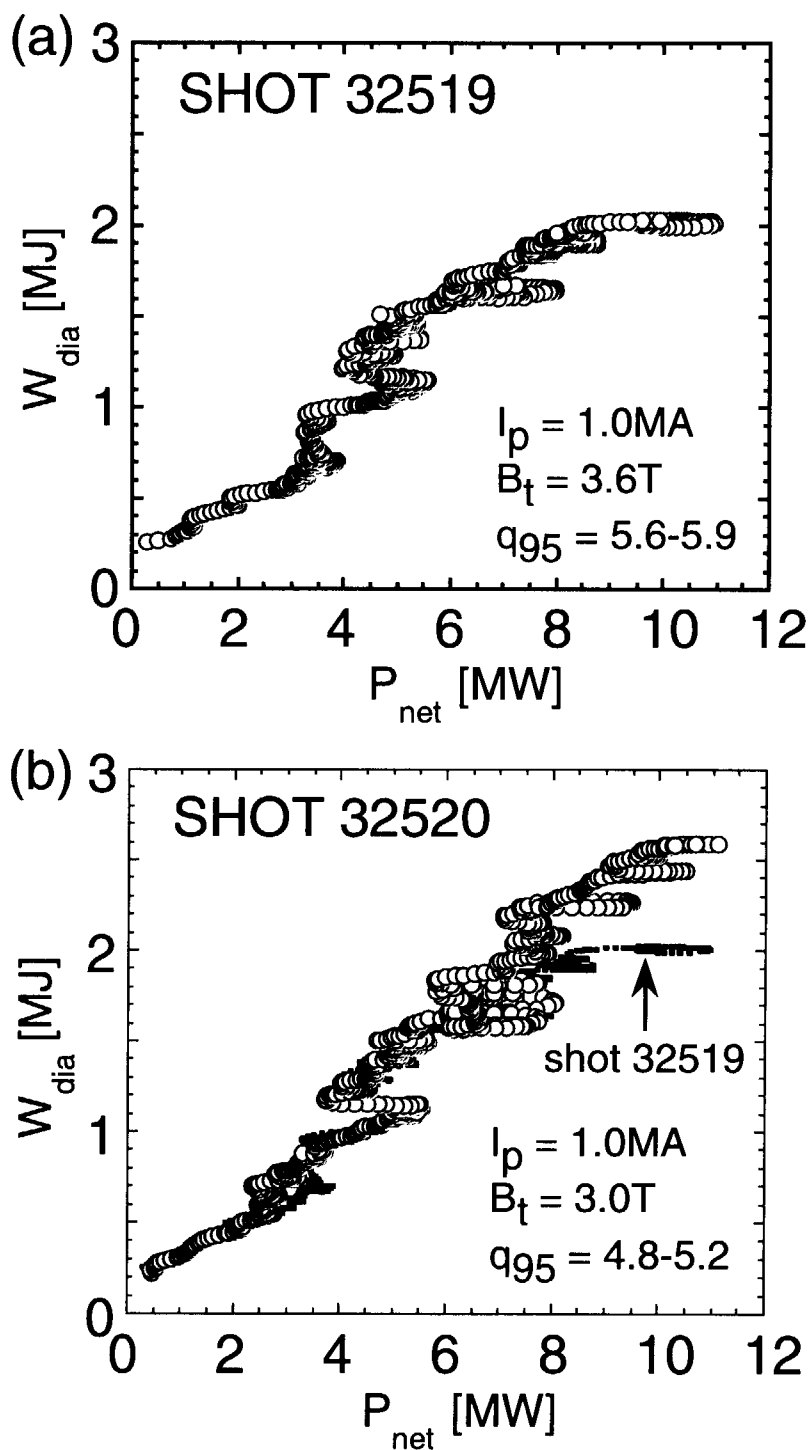 (a)
SHOT 32519
3
2
1
0
W_dia [MJ]
I_p = 1.0MA
B_t = 3.6T
q_95 = 5.6-5.9
0 2 4 6 8 10 12
P_net [MW]
(b)
SHOT 32520
3
2
1
0
W_dia [MJ]
shot 32519
I_p = 1.0MA
B_t = 3.0T
q_95 = 4.8-5.2
0 2 4 6 8 10 12
P_net [MW]